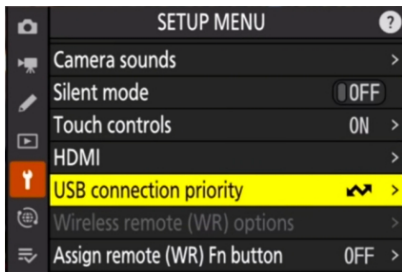 SETUP MENU ?
Camera sounds
Silent mode OFF
Touch controls ON
HDMI
USB connection priority
Wireless remote (WR) options
Assign remote (WR) Fn button OFF